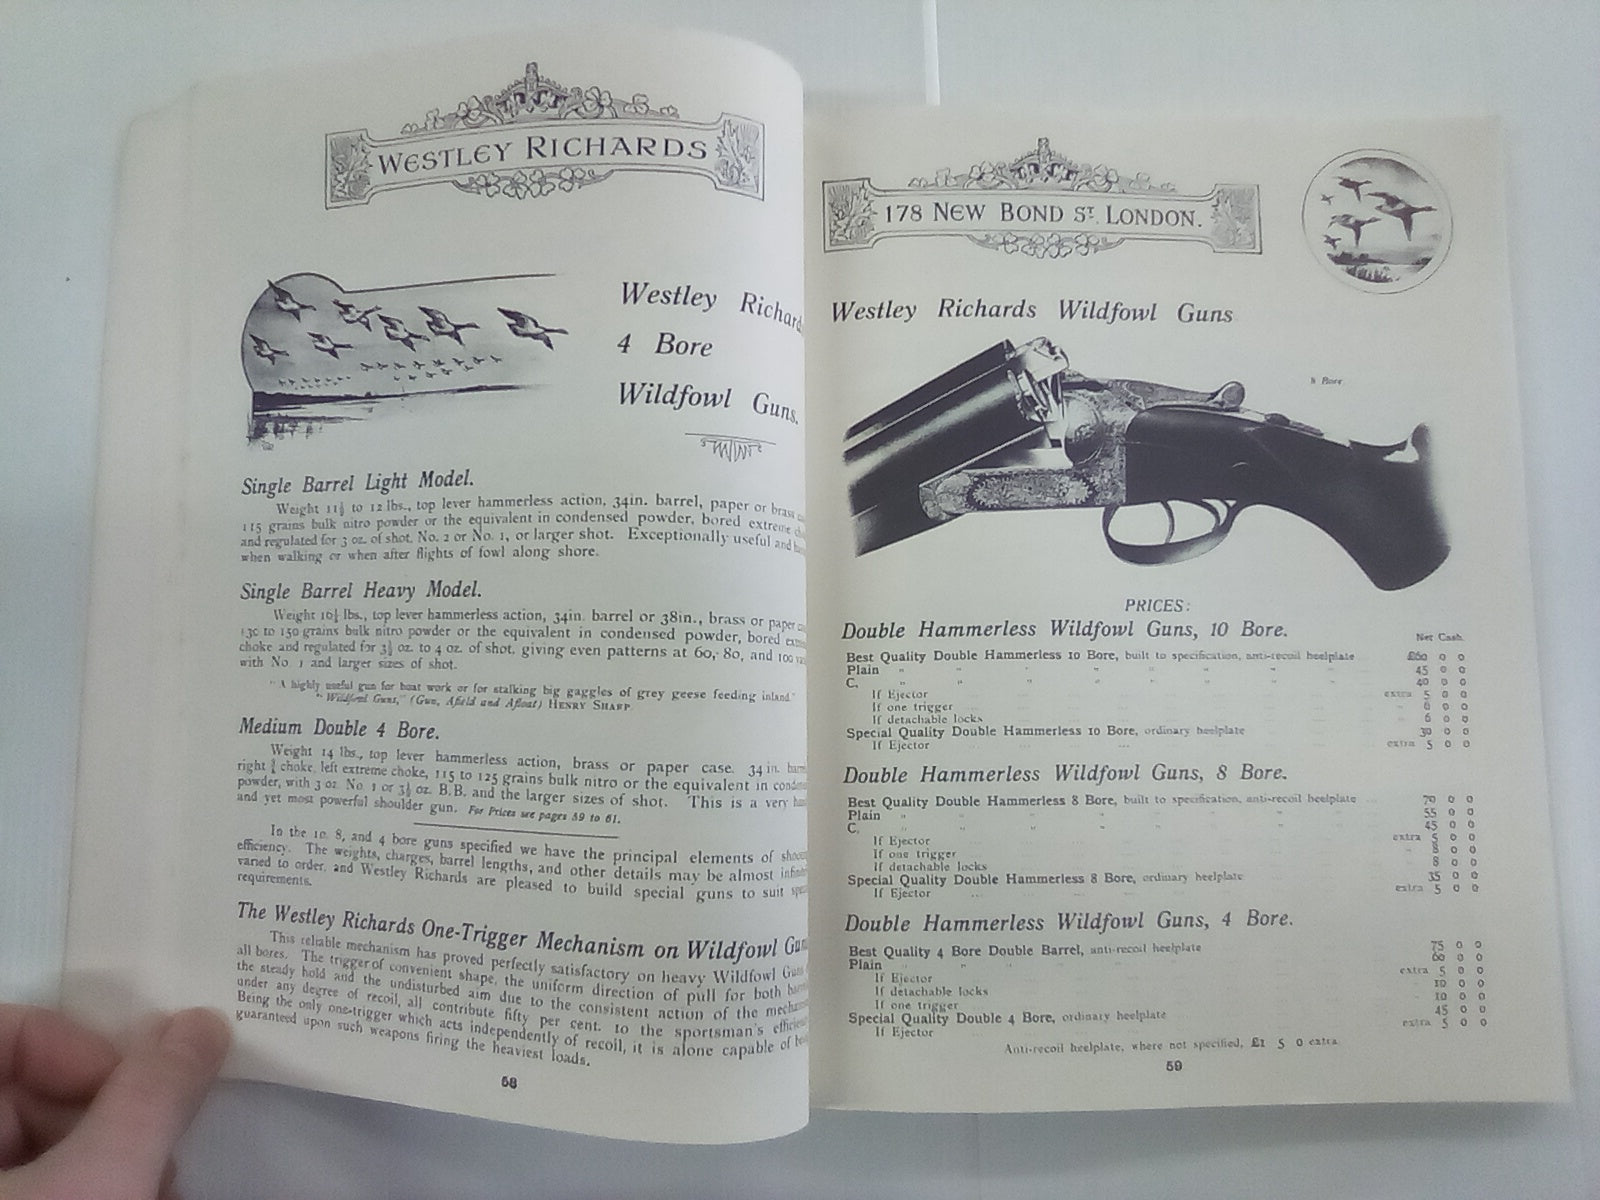 WESTLEY RICHARDS
Westley Richards
4 Bore
Wildfowl Guns.
Single Barrel Light Model.
Weight 11½ to 12 lbs., top lever hammerless action, 34in. barrel, paper or brass
115 grains bulk nitro powder or the equivalent in condensed powder, bored extreme
and regulated for 3 oz. of shot, No. 2 or No. 1, or larger shot. Exceptionally useful and
when walking or when after flights of fowl along shore.
Single Barrel Heavy Model.
Weight lbs., top lever hammerless action, 34in. barrel or 38in., brass or paper
130 to 150 grains bulk nitro powder or the equivalent in condensed powder, bored
choke and regulated for 3½ oz. to 4 oz. of shot, giving even patterns at 60, 80, and 100
with No. 1 and larger sizes of shot.
"A highly useful gun for boat work or for stalking big gaggles of grey geese feeding inland."
"Wildfowl Guns," (Gun, Afield and Afloat) HENRY SHARP.
Medium Double 4 Bore.
Weight 14 lbs., top lever hammerless action, brass or paper case. 34 in.
right choke, left extreme choke, 115 to 125 grains bulk nitro or the equivalent in
powder, with 3 oz. No. 1 or 3½ oz. B.B. and the larger sizes of shot. This is a very
and yet most powerful shoulder gun. For Prices see pages 59 to 61.
In the 10, 8, and 4 bore guns specified we have the principal elements of
efficiency. The weights, charges, barrel lengths, and other details may be almost
varied to order, and Westley Richards are pleased to build special guns to suit
requirements.
The Westley Richards One-Trigger Mechanism on Wildfowl
This reliable mechanism has proved perfectly satisfactory on heavy Wildfowl
all bores. The trigger of convenient shape, the uniform direction of pull for both
the steady hold and the undisturbed aim due to the consistent action of the
under any degree of recoil, all contribute fifty per cent. to the sportsman's
Being the only one-trigger which acts independently of recoil, it is alone capable of
guaranteed upon such weapons firing the heaviest loads.
58
178 NEW BOND ST. LONDON.
Westley Richards Wildfowl Guns
8 Bore.
PRICES:
Double Hammerless Wildfowl Guns, 10 Bore.
Net Cash.
Best Quality Double Hammerless 10 Bore, built to specification, anti-recoil heelplate £60 0 0
Plain " " " " " " " 45 0 0
C. " " " " " " " 40 0 0
If Ejector extra 5 0 0
If one trigger " 6 0 0
If detachable locks " 6 0 0
Special Quality Double Hammerless 10 Bore, ordinary heelplate 30 0 0
If Ejector extra 5 0 0
Double Hammerless Wildfowl Guns, 8 Bore.
Best Quality Double Hammerless 8 Bore, built to specification, anti-recoil heelplate 70 0 0
Plain " " " " " " " 55 0 0
C. " " " " " " " 45 0 0
If Ejector extra 5 0 0
If one trigger " 8 0 0
If detachable locks " 8 0 0
Special Quality Double Hammerless 8 Bore, ordinary heelplate 35 0 0
If Ejector extra 5 0 0
Double Hammerless Wildfowl Guns, 4 Bore.
Best Quality 4 Bore Double Barrel, anti-recoil heelplate 75 0 0
Plain " " " " 60 0 0
If Ejector extra 5 0 0
If detachable locks " 10 0 0
If one trigger " 10 0 0
Special Quality Double 4 Bore, ordinary heelplate 45 0 0
If Ejector extra 5 0 0
Anti-recoil heelplate, where not specified, £1 5 0 extra.
59